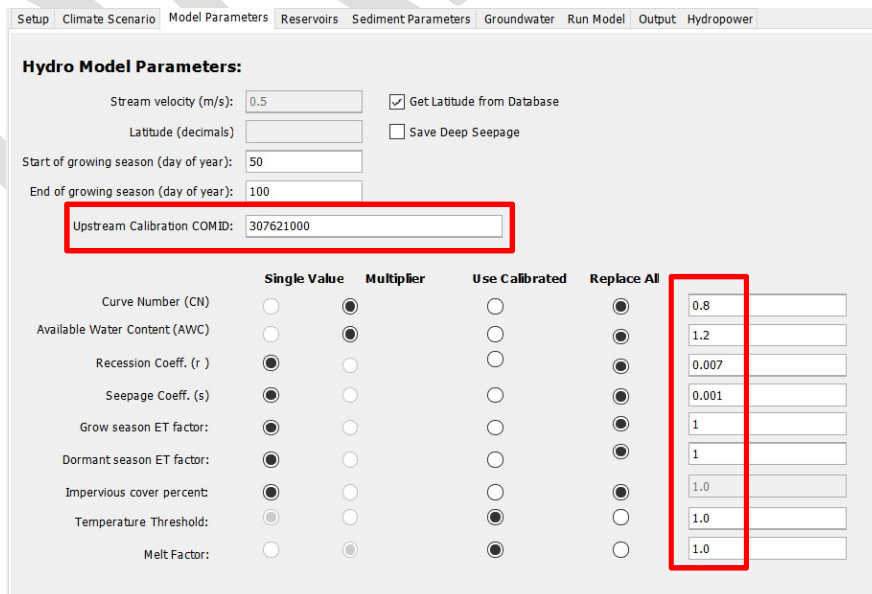 Setup Climate Scenario Model Parameters Reservoirs Sediment Parameters Groundwater Run Model Output Hydropower
Hydro Model Parameters:
Stream velocity (m/s): 0.5 Get Latitude from Database
Latitude (decimals) Save Deep Seepage
Start of growing season (day of year): 50
End of growing season (day of year): 100
Upstream Calibration COMID: 307621000
Single Value Multiplier Use Calibrated Replace All
Curve Number (CN) 0.8
Available Water Content (AWC) 1.2
Recession Coeff. (r ) 0.007
Seepage Coeff. (s) 0.001
Grow season ET factor: 1
Dormant season ET factor: 1
Impervious cover percent: 1.0
Temperature Threshold: 1.0
Melt Factor: 1.0